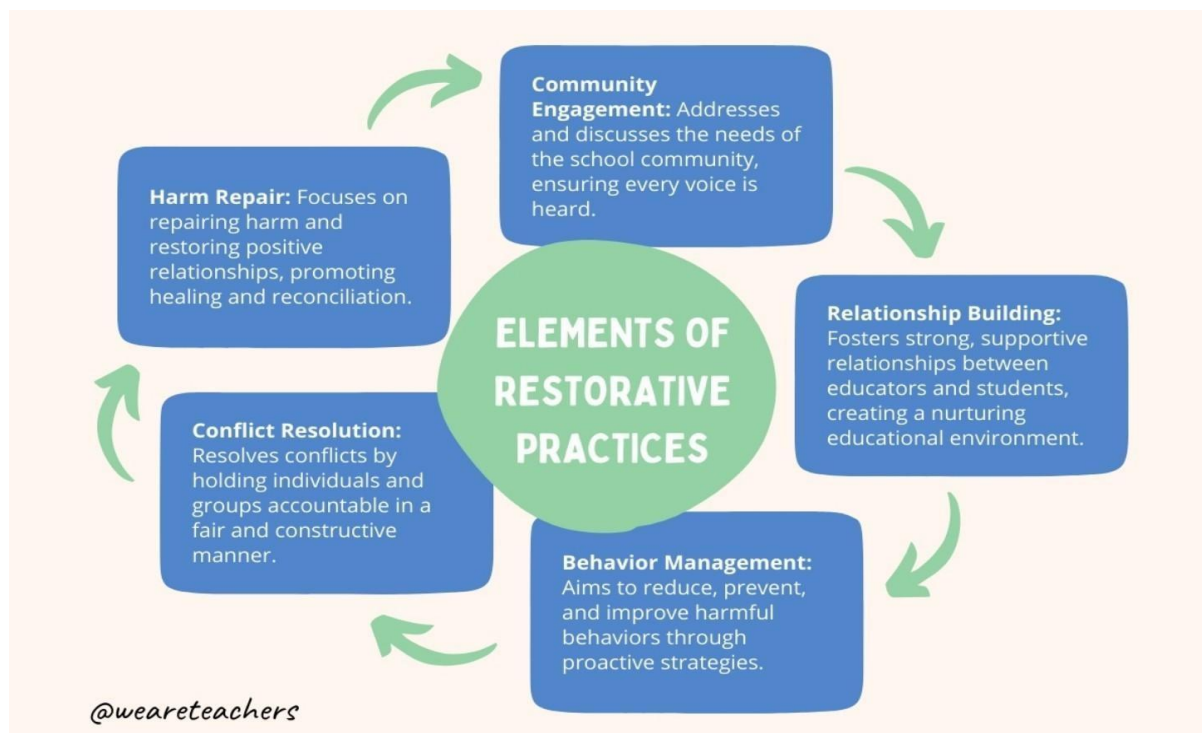 Community
Engagement: Addresses
and discusses the needs of
the school community,
ensuring every voice is
heard.
Relationship Building:
Fosters strong, supportive
relationships between
educators and students,
creating a nurturing
educational environment.
Behavior Management:
Aims to reduce, prevent,
and improve harmful
behaviors through
proactive strategies.
Conflict Resolution:
Resolves conflicts by
holding individuals and
groups accountable in a
fair and constructive
manner.
Harm Repair: Focuses on
repairing harm and
restoring positive
relationships, promoting
healing and reconciliation.
ELEMENTS OF
RESTORATIVE
PRACTICES
@weareteachers